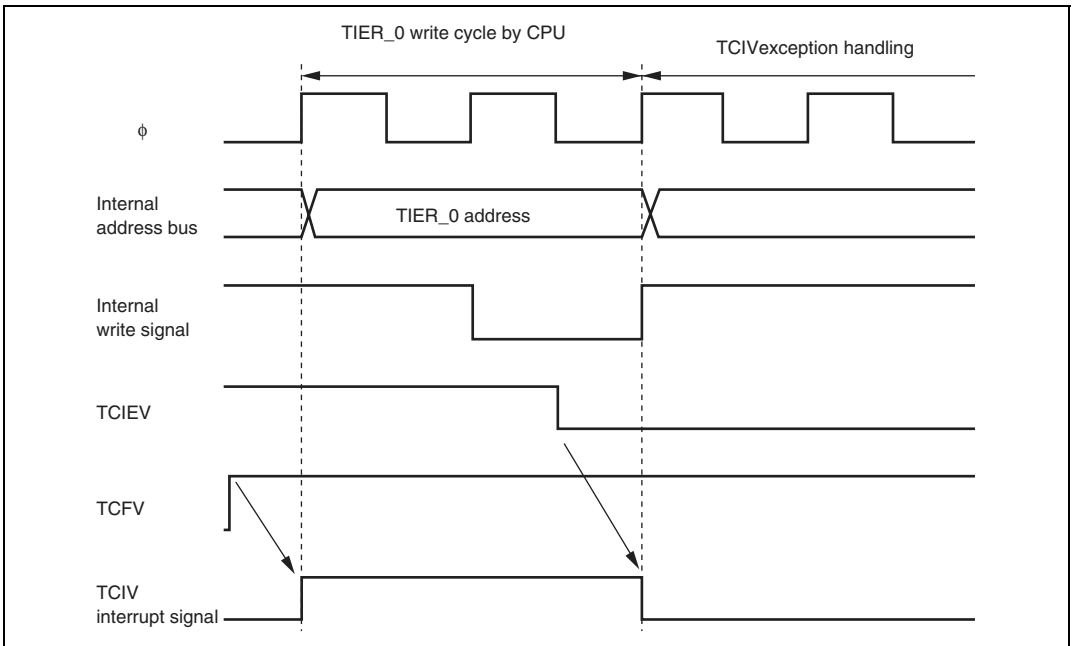 TIER_0 write cycle by CPU
TCIVexception handling
φ
Internal
address bus
TIER_0 address
Internal
write signal
TCIEV
TCFV
TCIV
interrupt signal